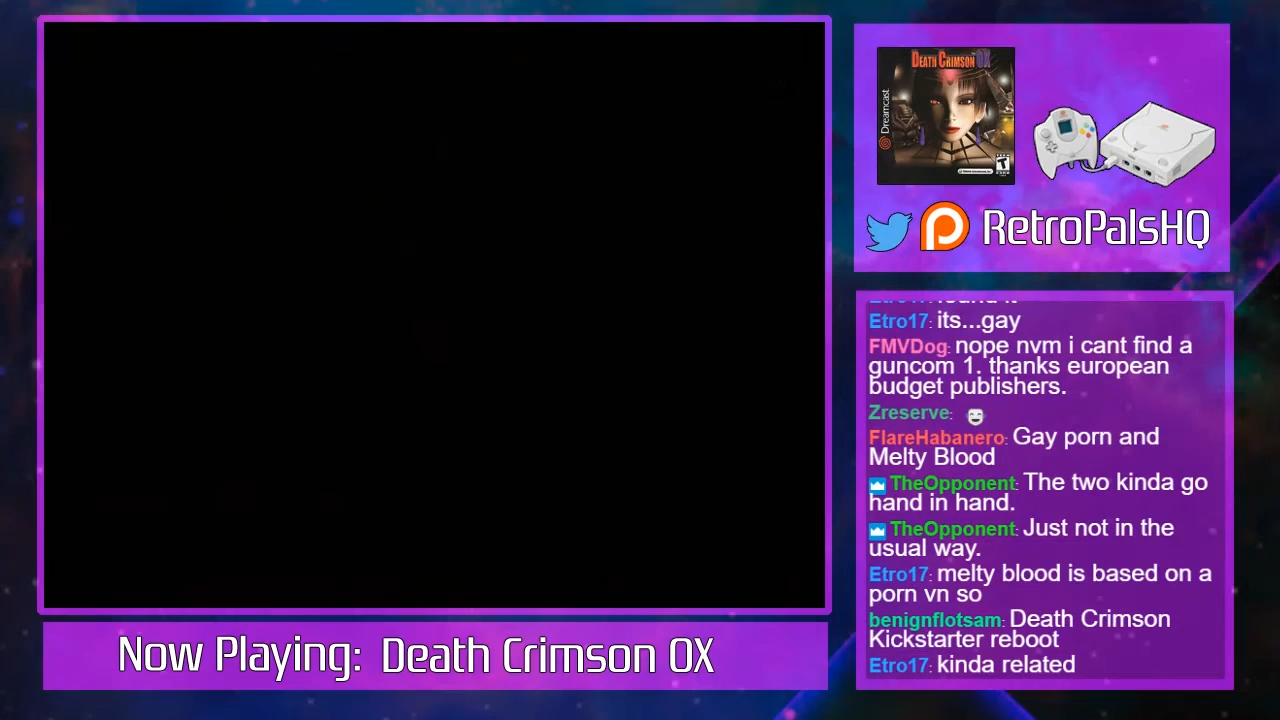 DEATH CRIMSON OX
Dreamcast
T
RetroPalsHQ
Etro17: found it
Etro17: its...gay
FMVDog: nope nvm i cant find a
guncom 1. thanks european
budget publishers.
Zreserve:
FlareHabanero: Gay porn and
Melty Blood
TheOpponent: The two kinda go
hand in hand.
TheOpponent: Just not in the
usual way.
Etro17: melty blood is based on a
porn vn so
benignflotsam: Death Crimson
Kickstarter reboot
Etro17: kinda related
Now Playing: Death Crimson OX